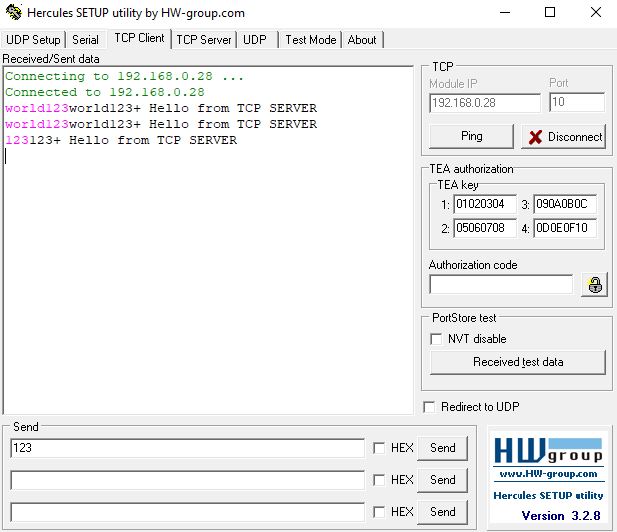 Hercules SETUP utility by HW-group.com
UDP Setup Serial TCP Client TCP Server UDP Test Mode About
Received/Sent data
Connecting to 192.168.0.28 ...
Connected to 192.168.0.28
world123world123+ Hello from TCP SERVER
world123world123+ Hello from TCP SERVER
123123+ Hello from TCP SERVER
TCP
Module IP Port
192.168.0.28 10
Ping Disconnect
TEA authorization
TEA key
1: 01020304 3: 090A0B0C
2: 05060708 4: 0D0E0F10
Authorization code
PortStore test
NVT disable
Received test data
Redirect to UDP
Send
123 HEX Send
HEX Send
HEX Send
HWgroup
www.HW-group.com
Hercules SETUP utility
Version 3.2.8